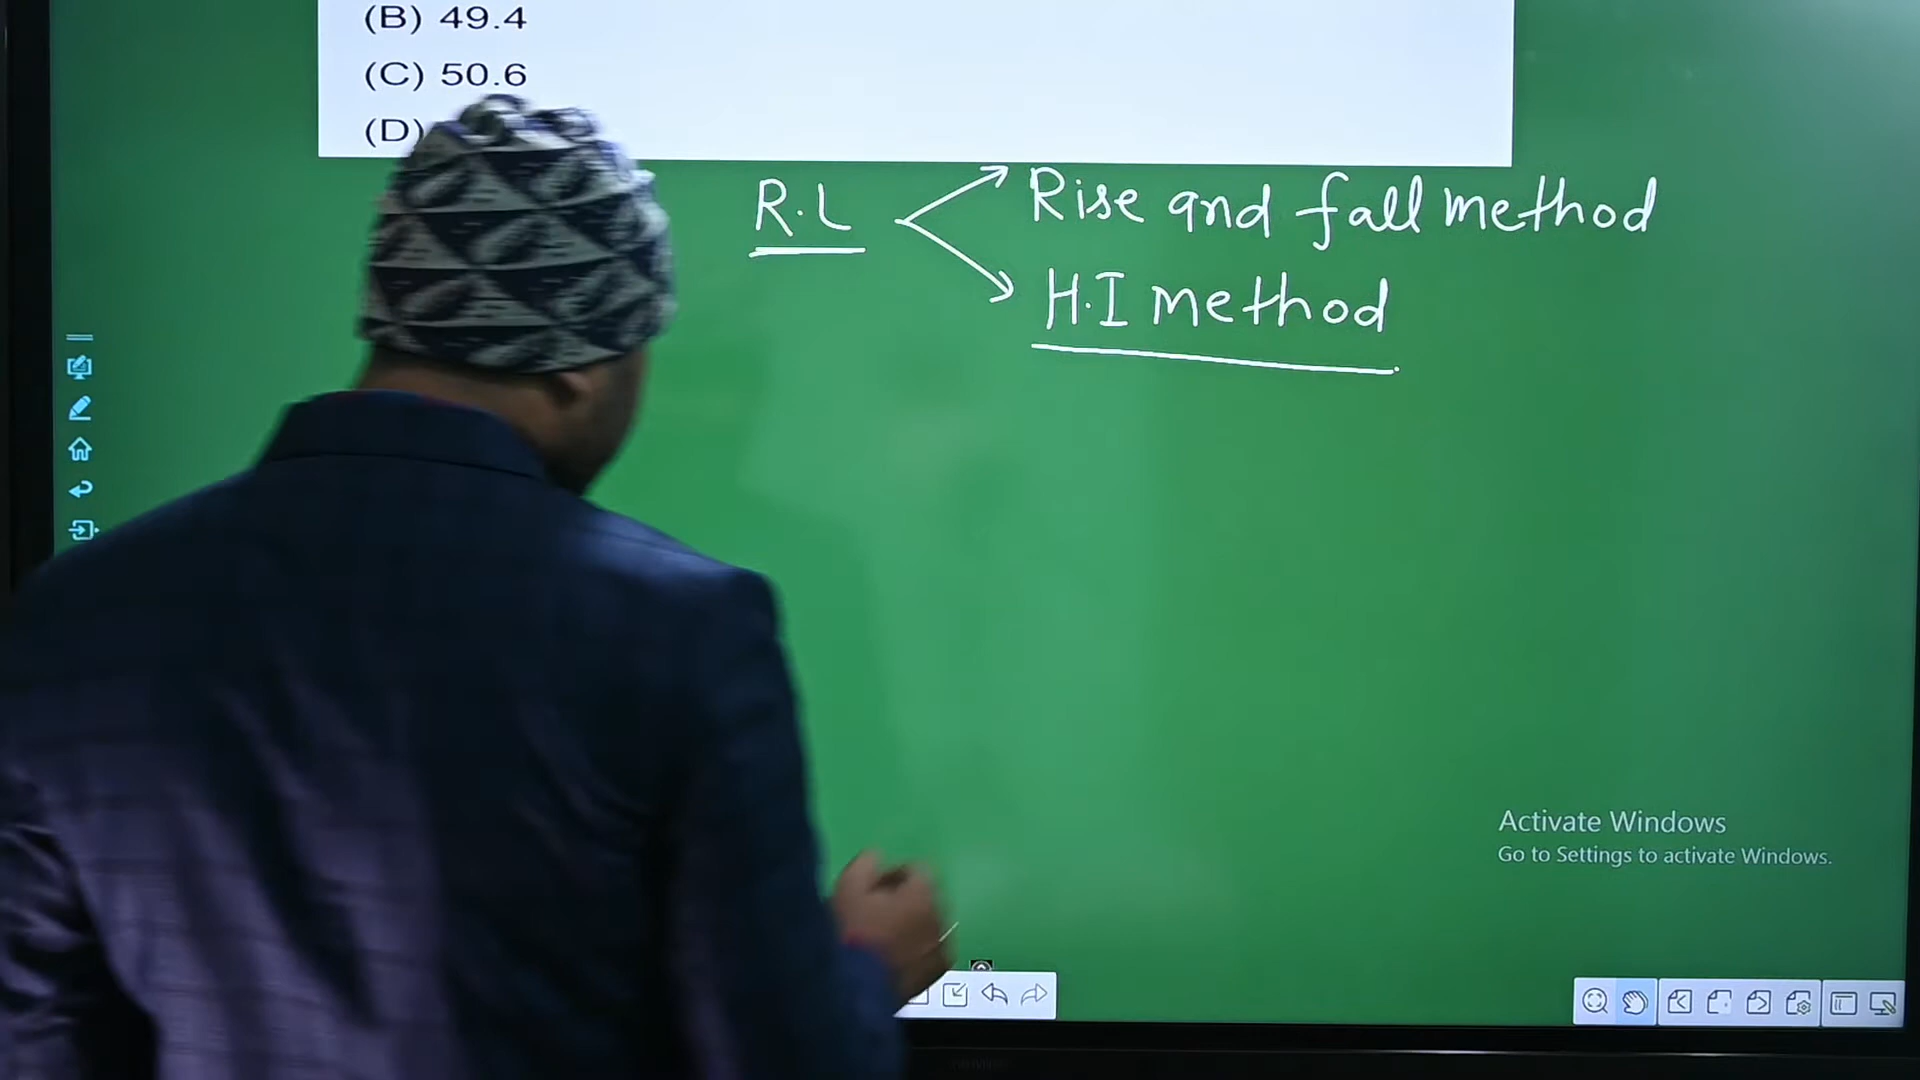 (B) 49.4
(C) 50.6
(D)
R.L
Rise and fall method
H.I method
Activate Windows
Go to Settings to activate Windows.